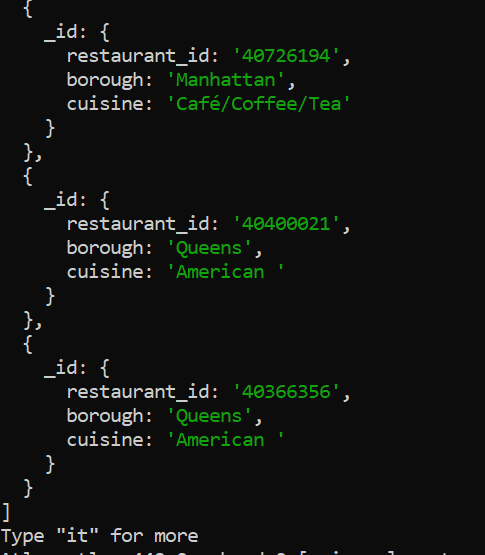 {
_id: {
restaurant_id: '40726194',
borough: 'Manhattan',
cuisine: 'Café/Coffee/Tea'
}
},
{
_id: {
restaurant_id: '40400021',
borough: 'Queens',
cuisine: 'American '
}
},
{
_id: {
restaurant_id: '40366356',
borough: 'Queens',
cuisine: 'American '
}
}
]
Type "it" for more